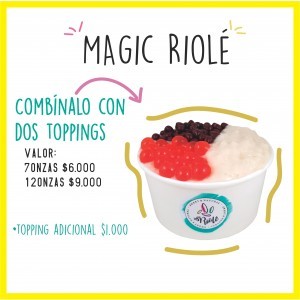 MAGIC RIOLÉ
COMBÍNALO CON
DOS TOPPINGS
VALOR:
7ONZAS $6.000
12ONZAS $9.000
•TOPPING ADICIONAL $1.000